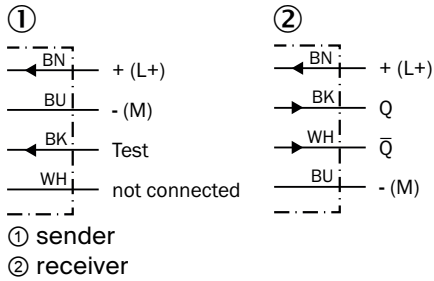 ①
BN + (L+)
BU - (M)
BK Test
WH not connected
②
BN + (L+)
BK Q
WH Q̅
BU - (M)
① sender
② receiver